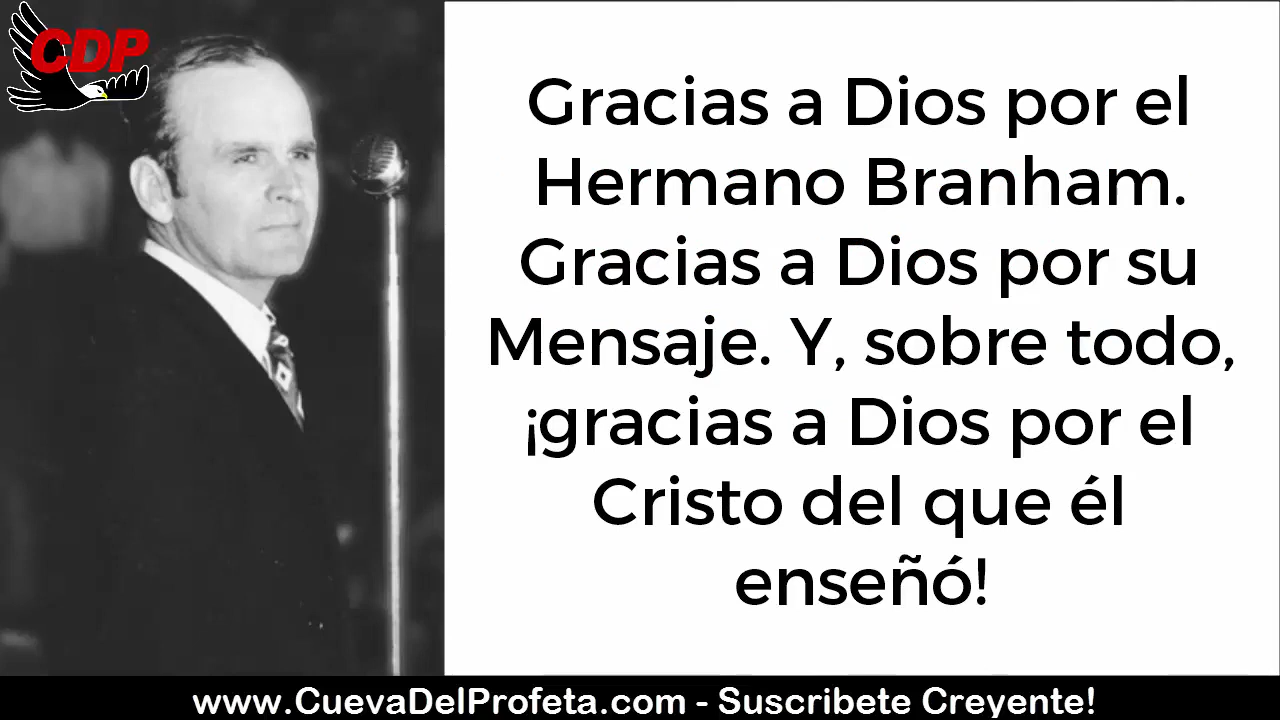 CDP
Gracias a Dios por el
Hermano Branham.
Gracias a Dios por su
Mensaje. Y, sobre todo,
¡gracias a Dios por el
Cristo del que él
enseñó!
www.CuevaDelProfeta.com - Suscribete Creyente!